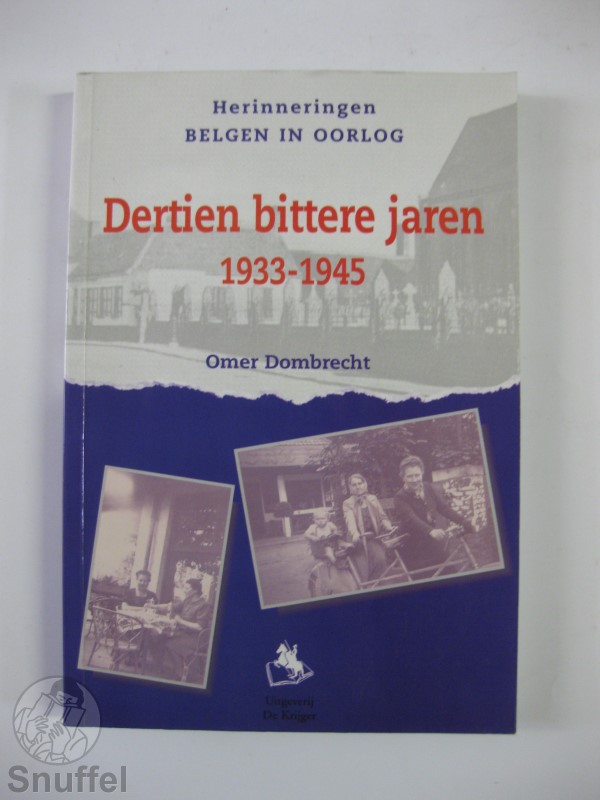 Herinneringen
BELGEN IN OORLOG
Dertien bittere jaren
1933-1945
Omer Dombrecht
Uitgeverij
De Krijger
Snuffel